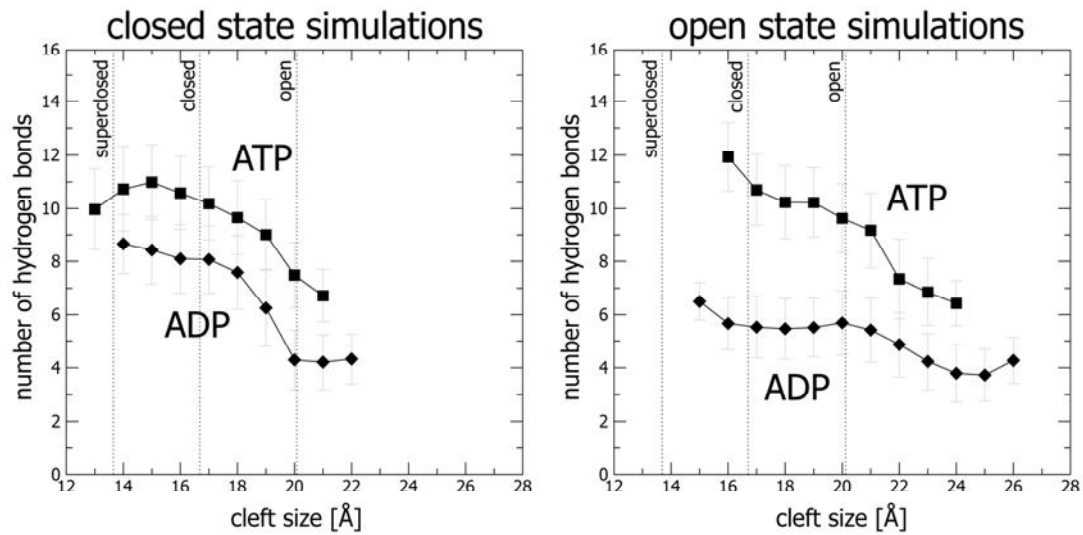 closed state simulations
number of hydrogen bonds
16
14
12
10
8
6
4
2
0
superclosed
closed
open
ATP
ADP
12 14 16 18 20 22 24 26 28
cleft size [Å]
open state simulations
number of hydrogen bonds
16
14
12
10
8
6
4
2
0
superclosed
closed
open
ATP
ADP
12 14 16 18 20 22 24 26 28
cleft size [Å]